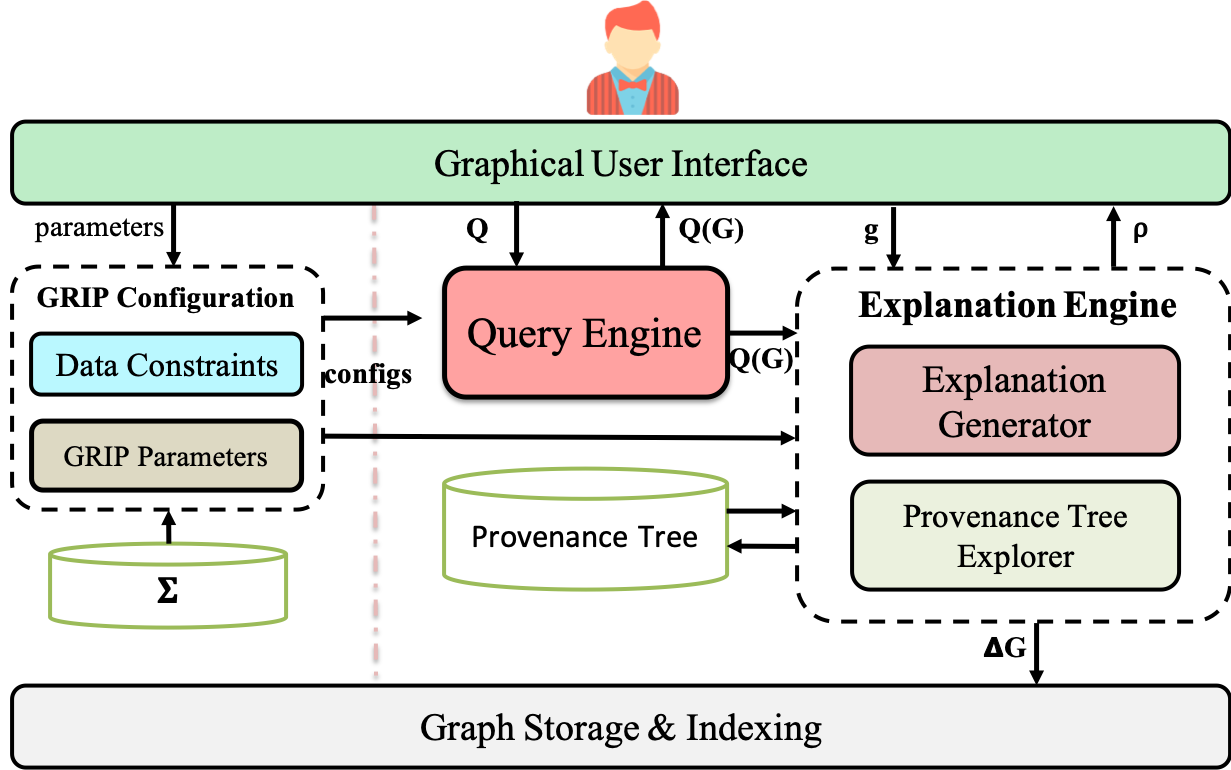 Graphical User Interface
parameters
Q
Q(G)
g
ρ
GRIP Configuration
Data Constraints
GRIP Parameters
configs
Query Engine
Q(G)
Explanation Engine
Explanation
Generator
Provenance Tree
Explorer
Provenance Tree
Σ
ΔG
Graph Storage & Indexing